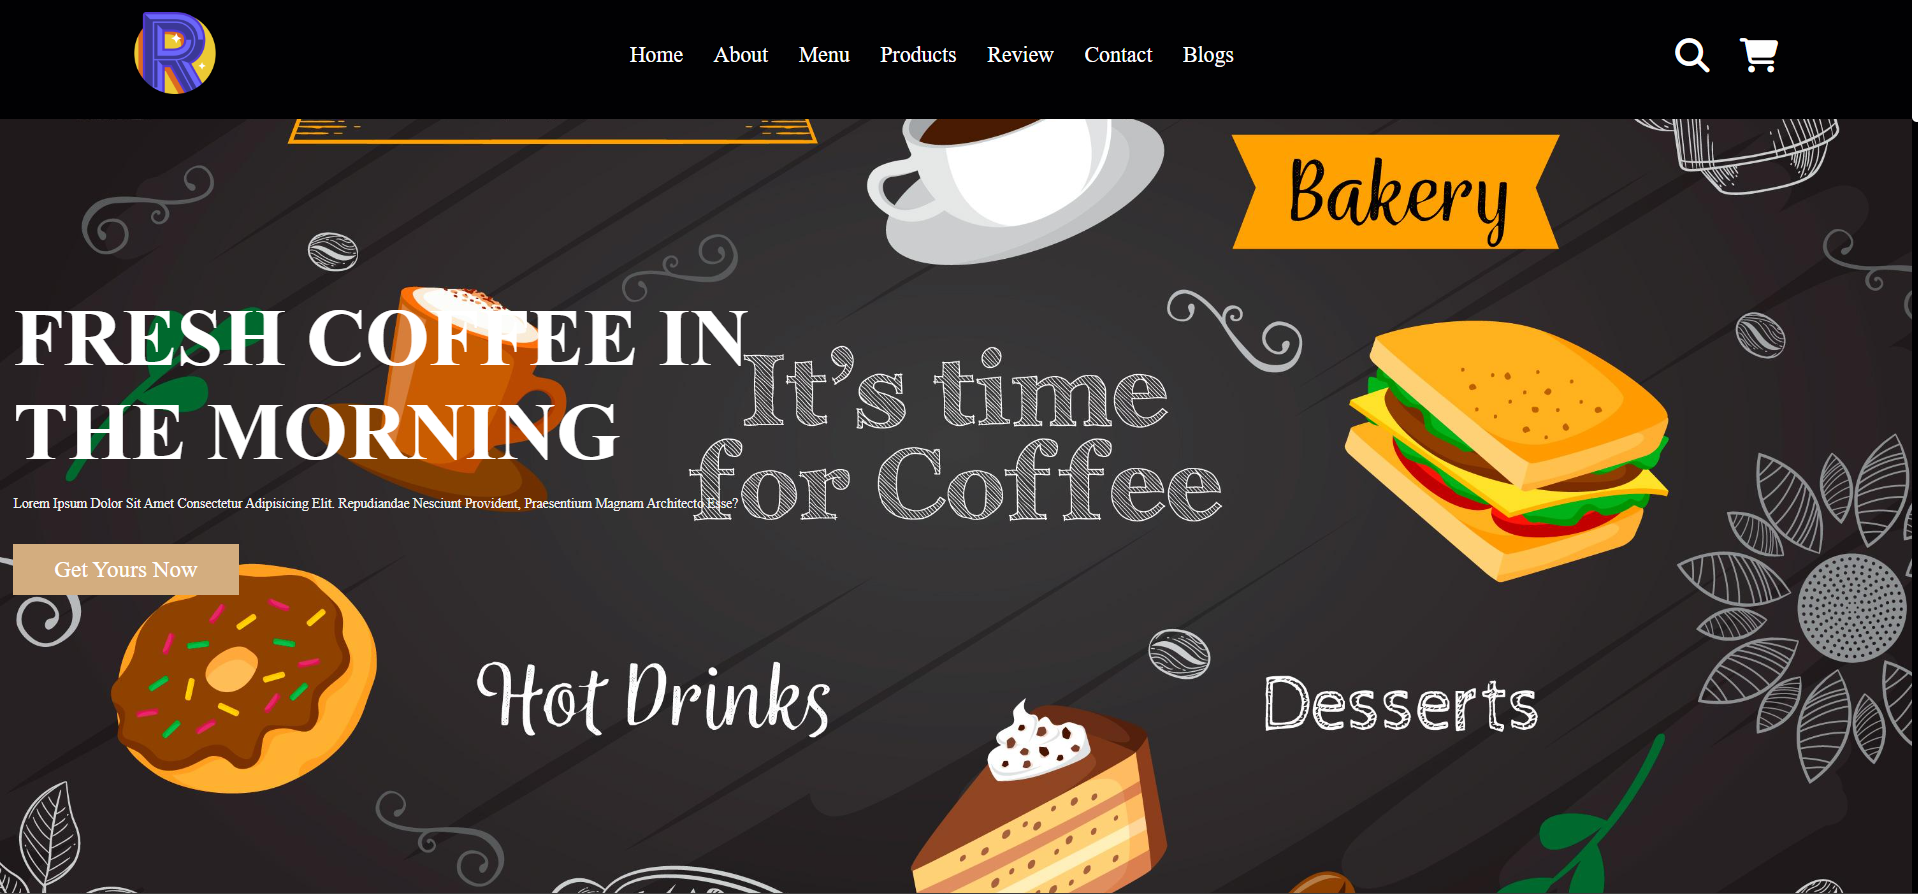 R
Home About Menu Products Review Contact Blogs
Bakery
FRESH COFFEE IN
THE MORNING
It's time
for Coffee
Lorem Ipsum Dolor Sit Amet Consectetur Adipisicing Elit. Repudiandae Nesciunt Provident, Praesentium Magnam Architecto Esse?
Get Yours Now
Hot Drinks
Desserts